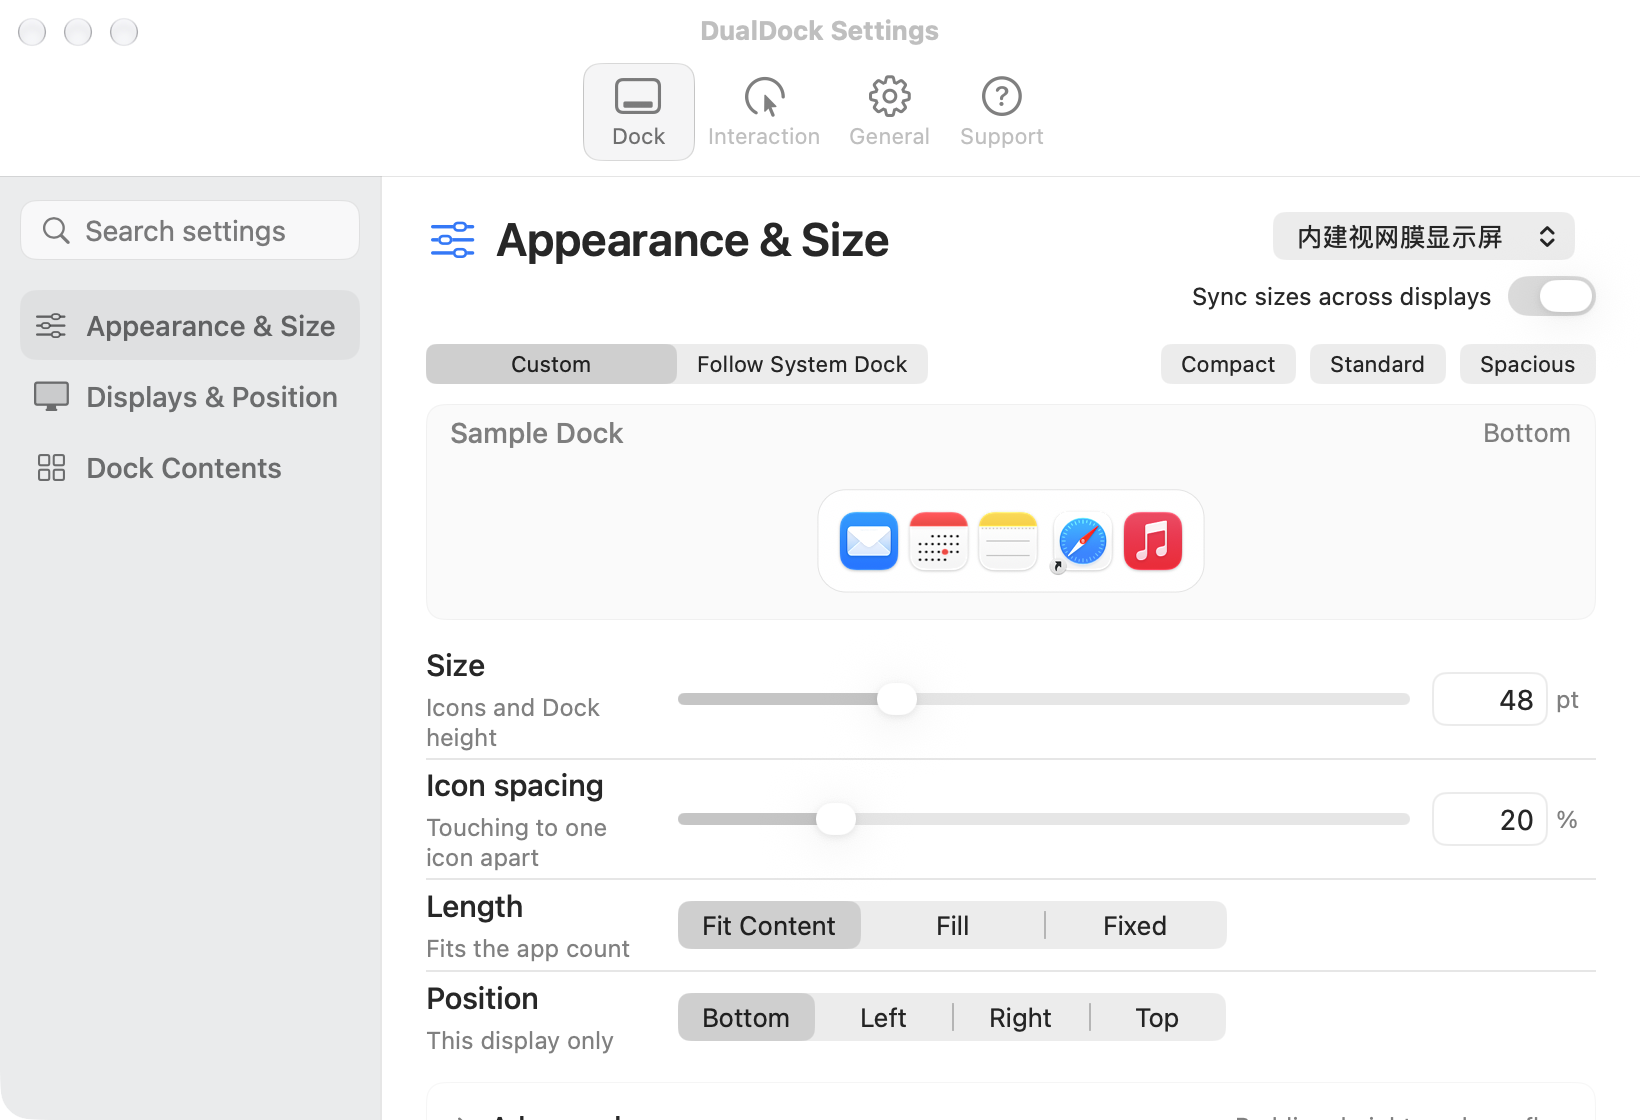 DualDock Settings
Dock
Interaction
General
Support
Search settings
Appearance & Size
Displays & Position
Dock Contents
Appearance & Size
内建视网膜显示屏
Sync sizes across displays
Custom
Follow System Dock
Compact
Standard
Spacious
Sample Dock
Bottom
Size
Icons and Dock
height
48 pt
Icon spacing
Touching to one
icon apart
20 %
Length
Fits the app count
Fit Content
Fill
Fixed
Position
This display only
Bottom
Left
Right
Top